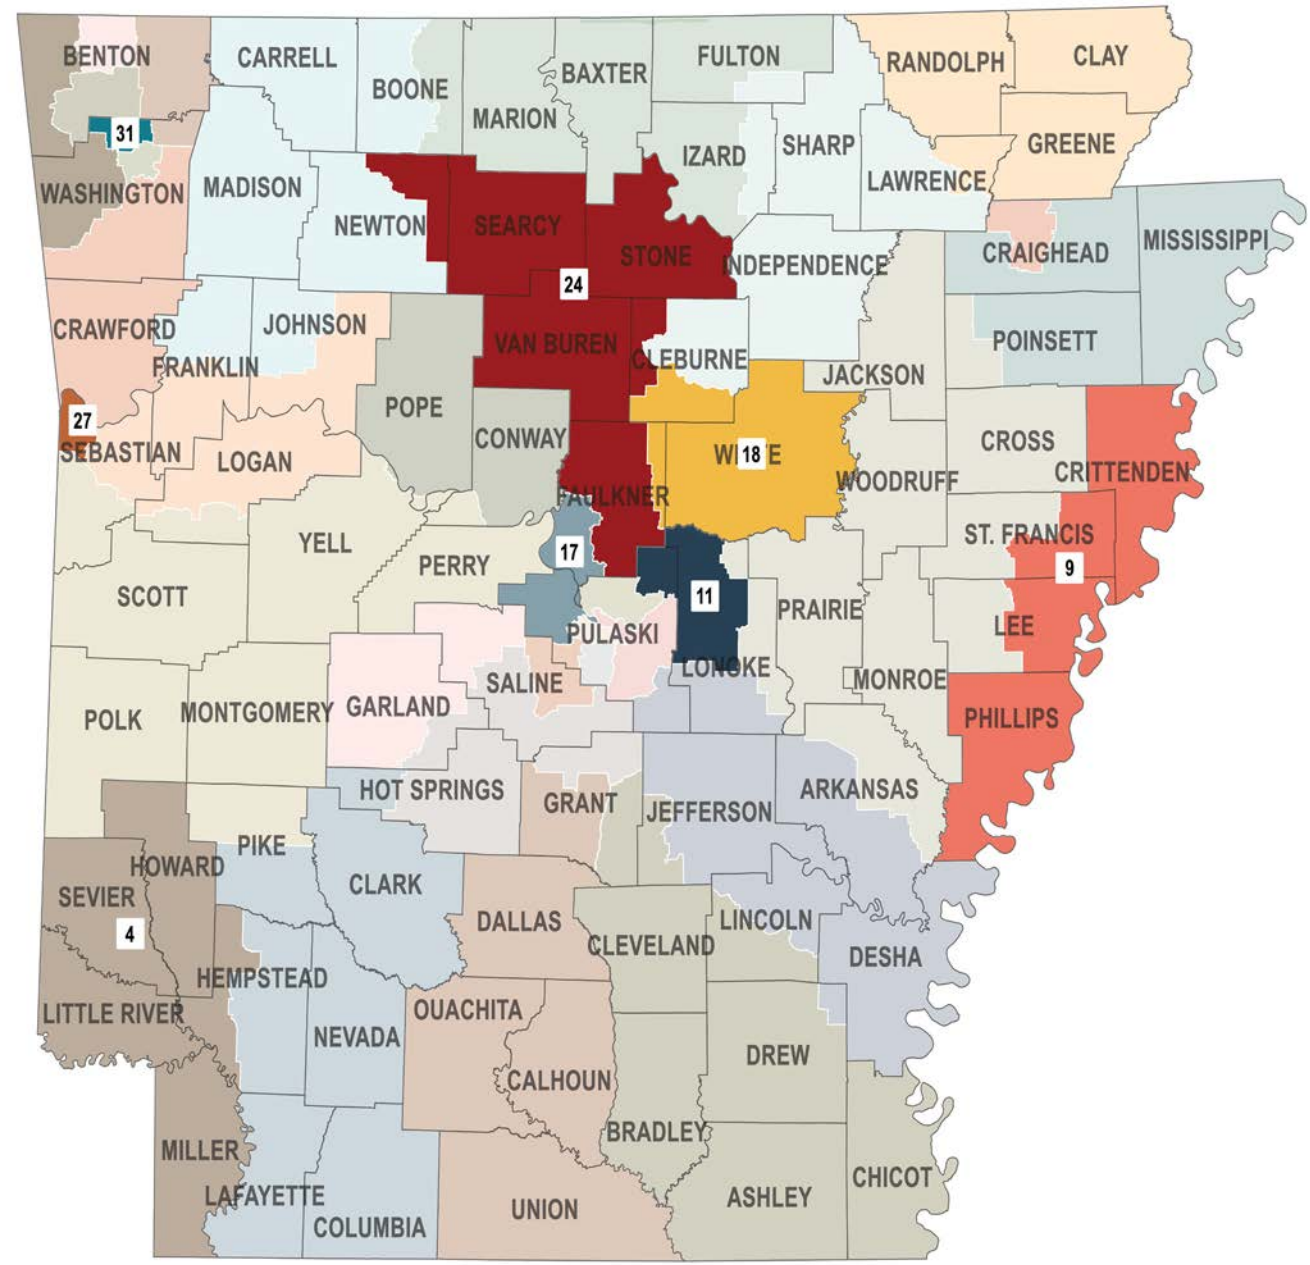 BENTON
CARRELL
BOONE
MARION
BAXTER
FULTON
RANDOLPH
CLAY
31
IZARD
SHARP
GREENE
WASHINGTON
MADISON
LAWRENCE
NEWTON
SEARCY
STONE
INDEPENDENCE
CRAIGHEAD
MISSISSIPPI
24
CRAWFORD
JOHNSON
FRANKLIN
VAN BUREN
CLEBURNE
JACKSON
POINSETT
27
POPE
SEBASTIAN
LOGAN
CONWAY
W 18 TE
CROSS
CRITTENDEN
FAULKNER
WOODRUFF
YELL
17
ST. FRANCIS
PERRY
9
SCOTT
11
PRAIRIE
PULASKI
LEE
LONOKE
SALINE
MONROE
POLK
MONTGOMERY
GARLAND
PHILLIPS
HOT SPRINGS
GRANT
JEFFERSON
ARKANSAS
PIKE
HOWARD
SEVIER
CLARK
4
DALLAS
CLEVELAND
LINCOLN
DESHA
HEMPSTEAD
LITTLE RIVER
NEVADA
OUACHITA
DREW
CALHOUN
MILLER
BRADLEY
LAFAYETTE
COLUMBIA
UNION
ASHLEY
CHICOT